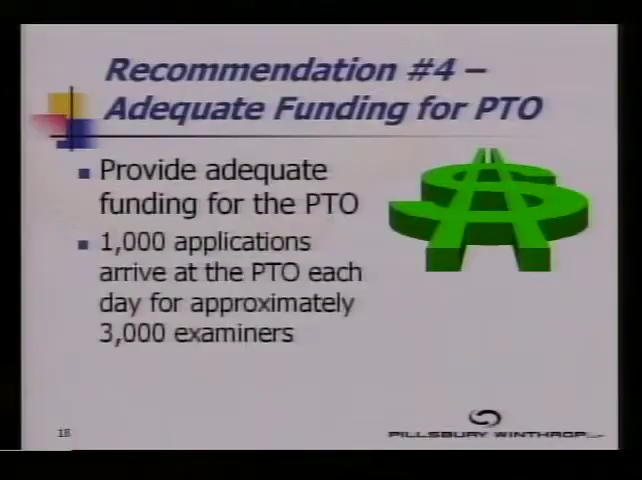 Recommendation #4 –
Adequate Funding for PTO
Provide adequate
funding for the PTO
1,000 applications
arrive at the PTO each
day for approximately
3,000 examiners
18
PILLSBURY WINTHROP LLP